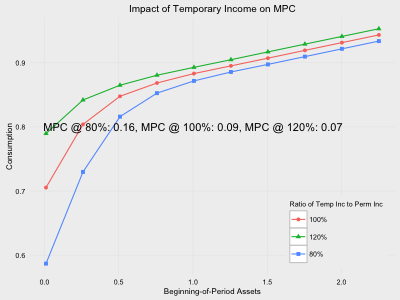 Impact of Temporary Income on MPC
Consumption
0.9
0.8
0.7
0.6
MPC @ 80%: 0.16, MPC @ 100%: 0.09, MPC @ 120%: 0.07
Ratio of Temp Inc to Perm Inc
100%
120%
80%
0.0 0.5 1.0 1.5 2.0
Beginning-of-Period Assets